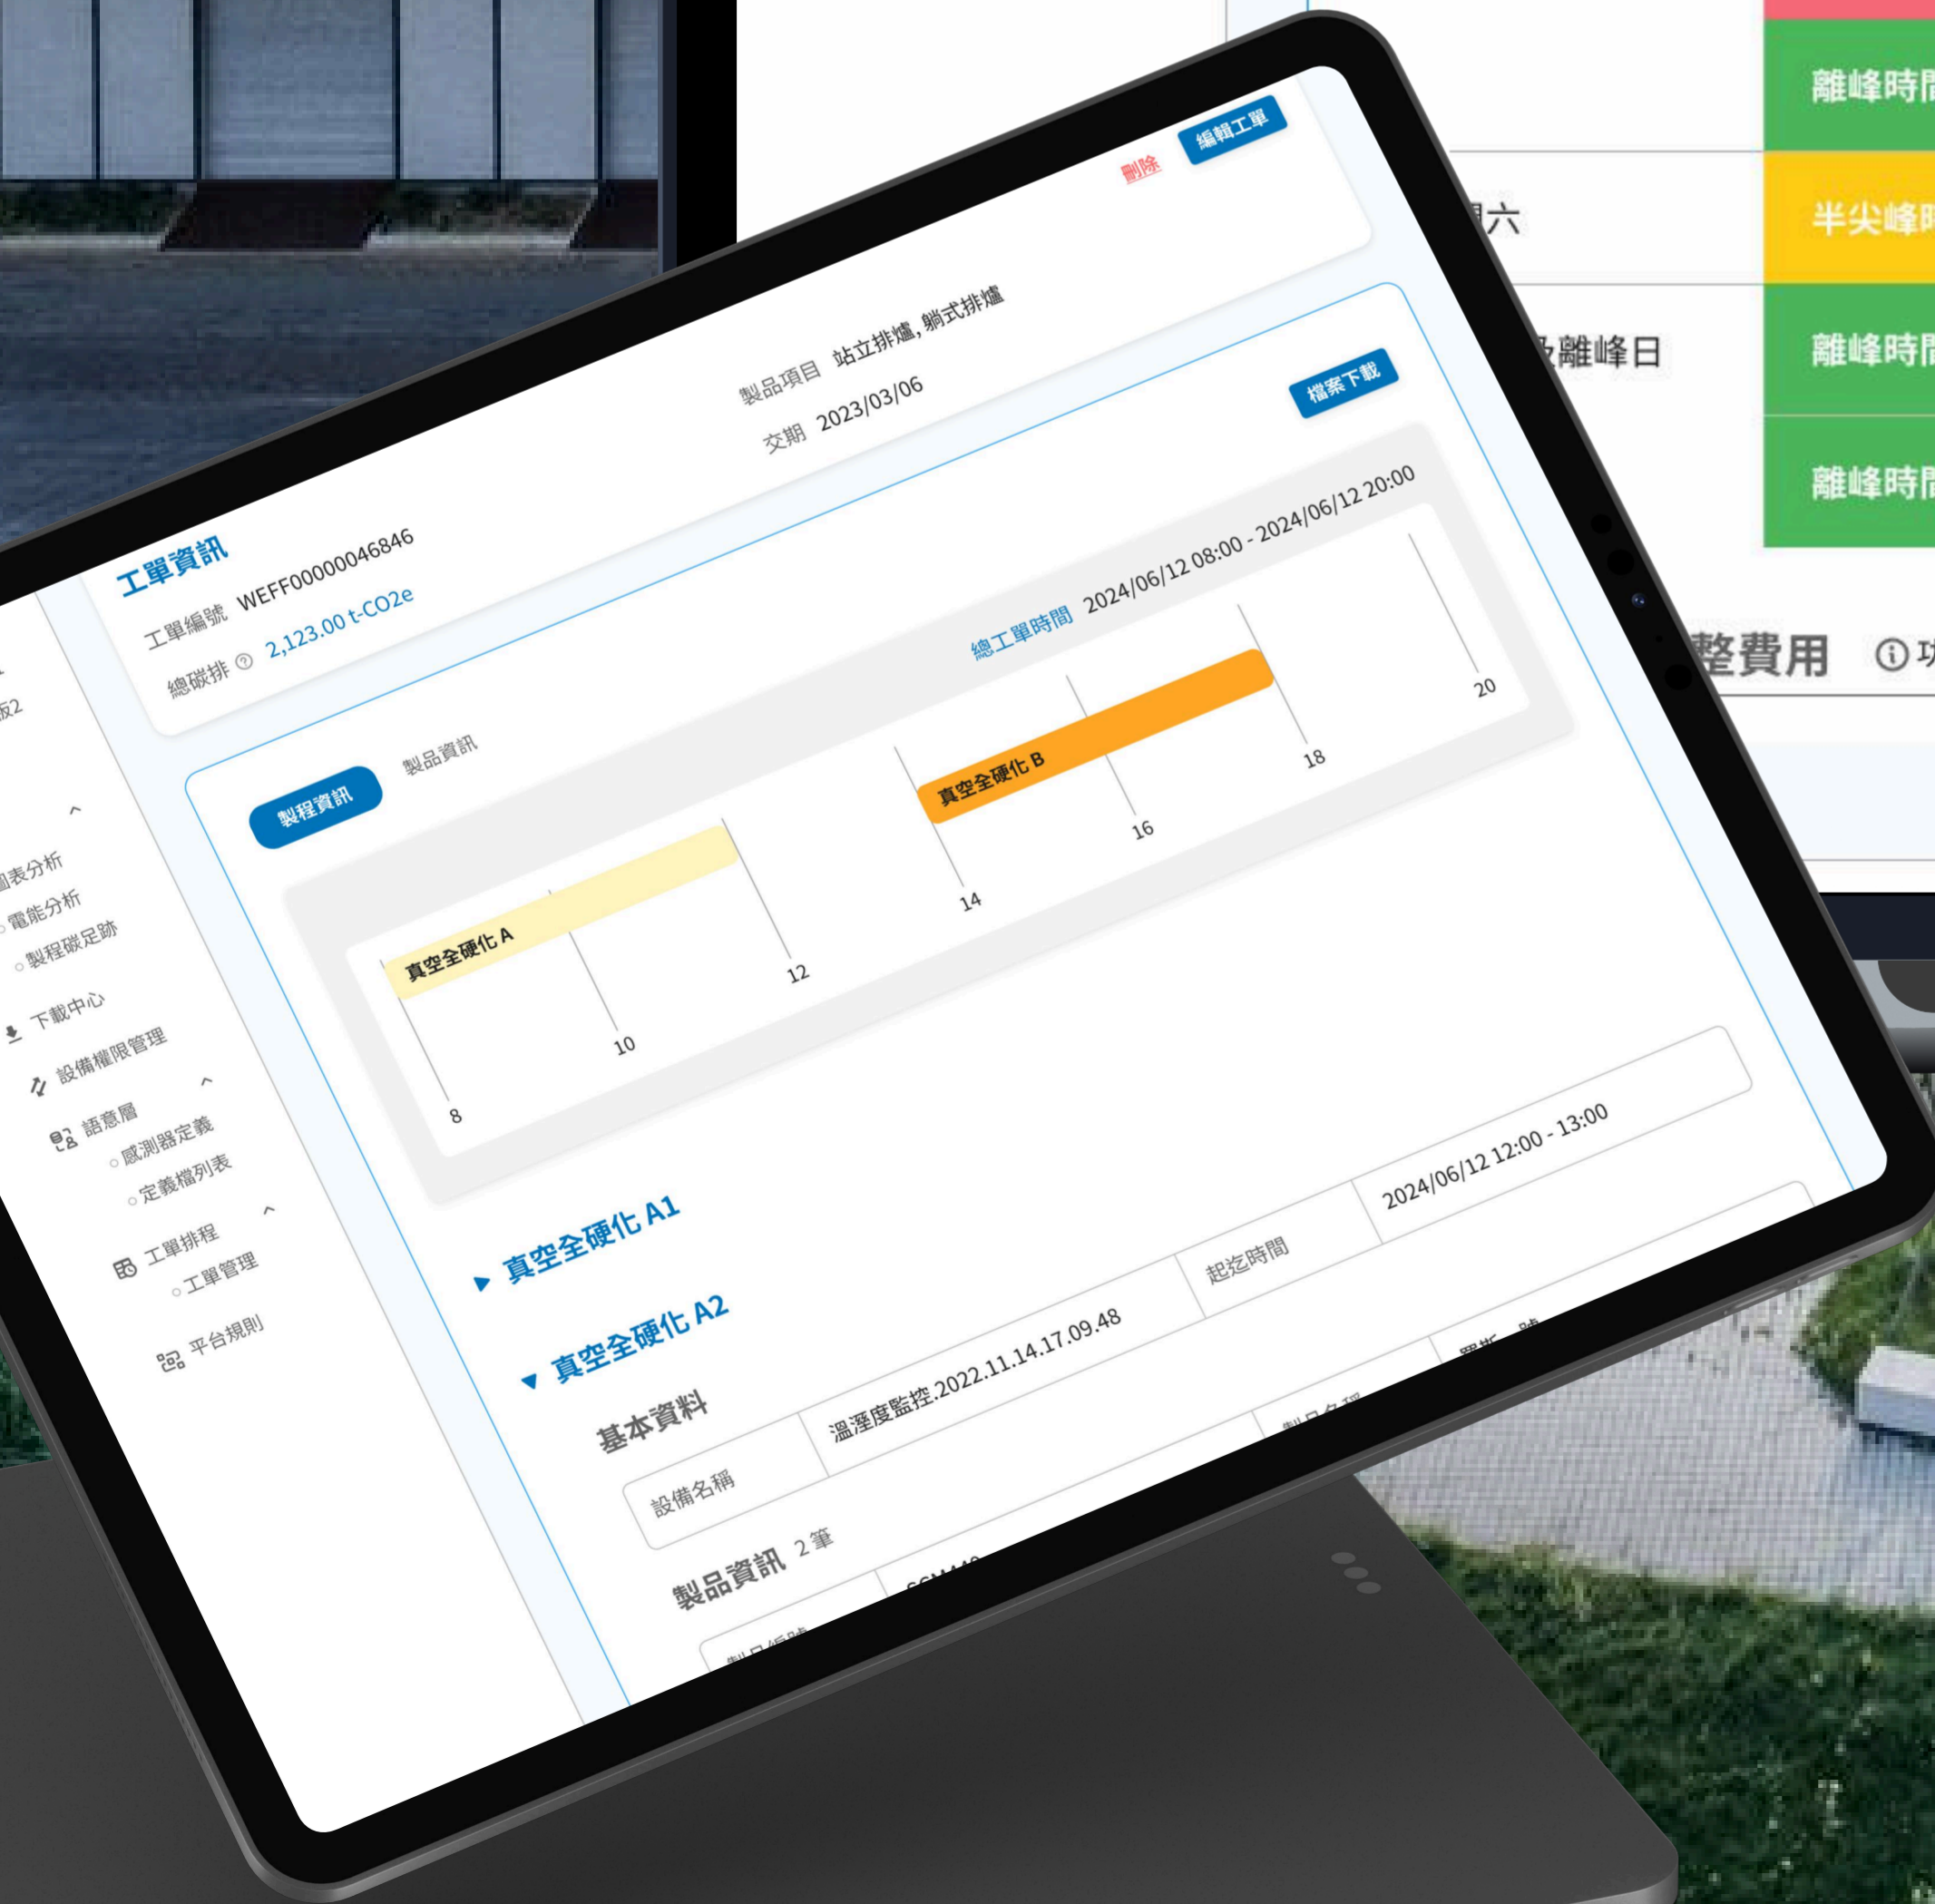 刪除
編輯工單
工單資訊
工單編號 WEFF00000046846
製品項目 站立排爐, 躺式排爐
總碳排 2,123.00 t-CO2e
交期 2023/03/06
檔案下載
製程資訊
製品資訊
總工單時間 2024/06/12 08:00 - 2024/06/12 20:00
真空全硬化 A
真空全硬化 B
8
10
12
14
16
18
20
真空全硬化 A1
真空全硬化 A2
基本資料
設備名稱
溫溼度監控.2022.11.14.17.09.48
起迄時間
2024/06/12 12:00 - 13:00
製品資訊 2 筆
圖表分析
電能分析
製程碳足跡
下載中心
設備權限管理
語意層
感測器定義
定義檔列表
工單排程
工單管理
平台規則
離峰時
六
半尖峰
離峰日
離峰時
離峰時
整費用